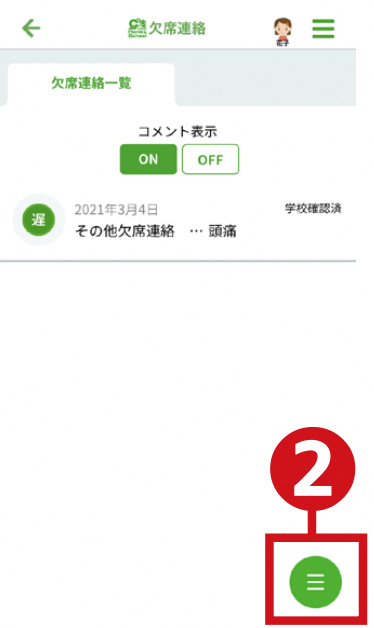 欠席連絡
花子
欠席連絡一覧
コメント表示
ON OFF
遅
2021年3月4日
学校確認済
その他欠席連絡 … 頭痛
2